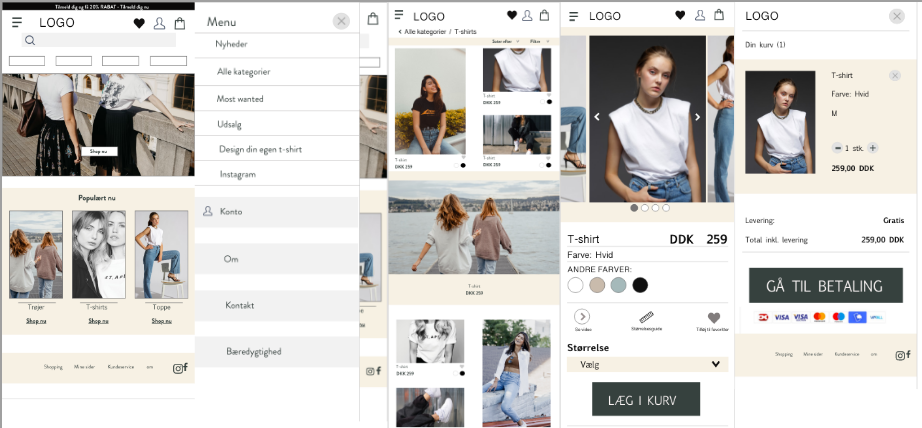 Tilmeld dig og få 20% RABAT - Tilmeld dig nu
LOGO
Shop nu
Populært nu
Trøjer
T-shirts
Toppe
Shop nu
Shop nu
Shop nu
Shopping
Mine sider
Kundeservice
om
Menu
Nyheder
Alle kategorier
Most wanted
Udsalg
Design din egen t-shirt
Instagram
Konto
Om
Kontakt
Bæredygtighed
LOGO
Alle kategorier / T-shirts
Sorter efter
Filter
T-shirt
DKK 259
T-shirt
DKK 259
T-shirt
DKK 259
T-shirt
DKK 259
T-shirt
DKK 259
LOGO
T-shirt
DDK 259
Farve: Hvid
ANDRE FARVER:
Se video
Størrelsesguide
Tilføj til favoritter
Størrelse
Vælg
LÆG I KURV
LOGO
Din kurv (1)
T-shirt
Farve: Hvid
M
1 stk.
259,00 DDK
Levering:
Gratis
Total inkl. levering
259,00 DDK
GÅ TIL BETALING
VISA
VISA
Shopping
Mine sider
Kundeservice
om